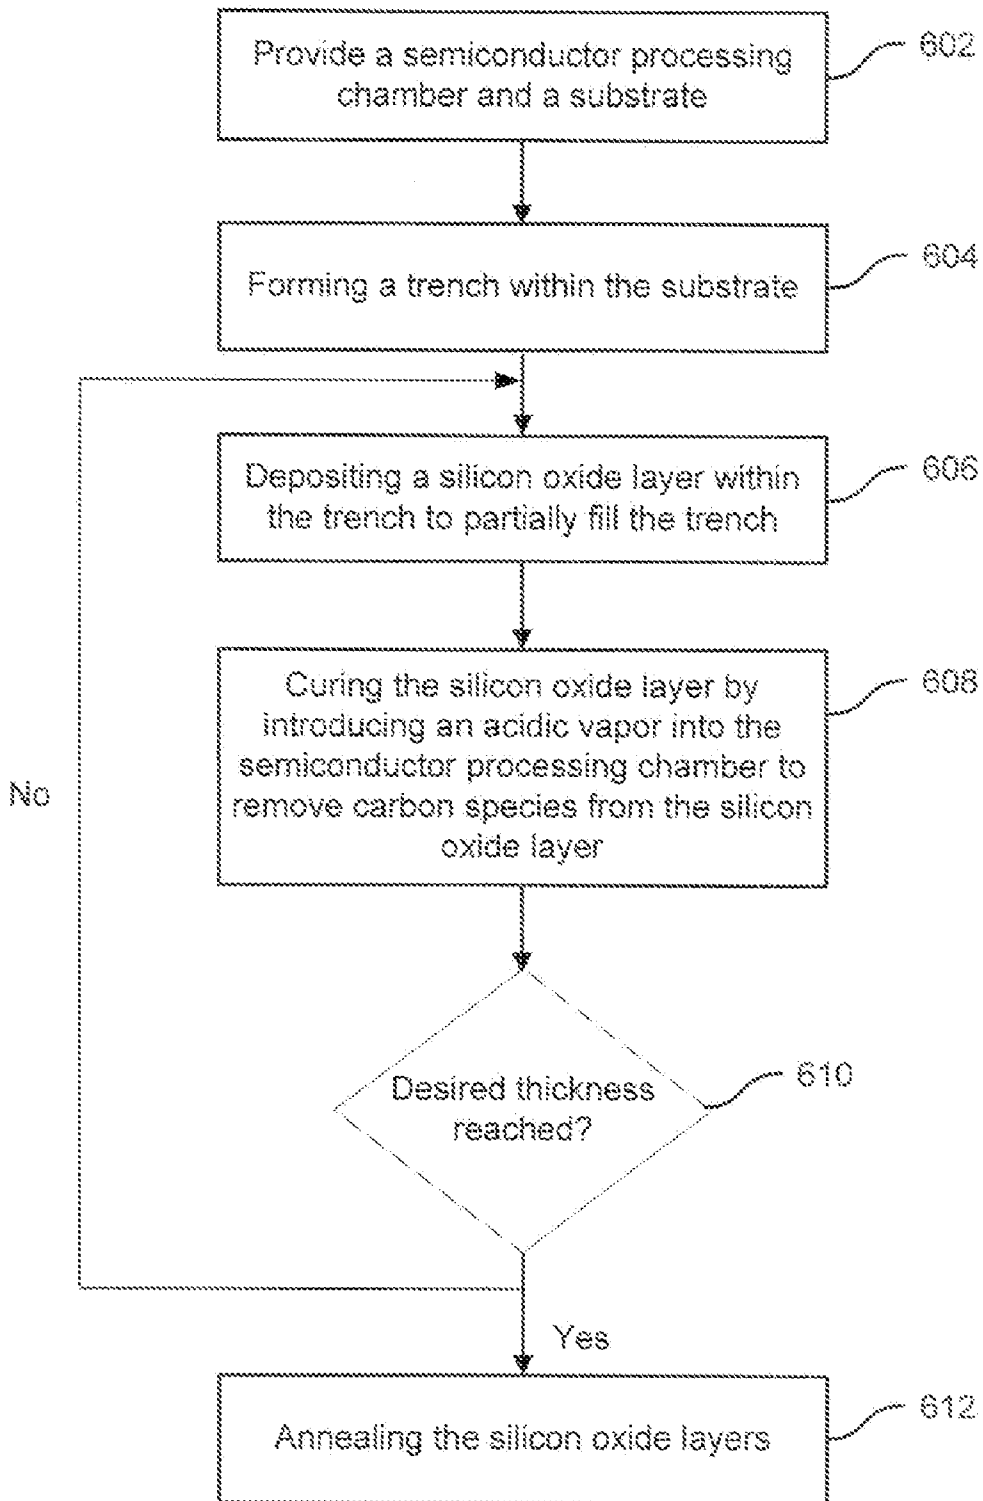 Provide a semiconductor processing
chamber and a substrate
602
Forming a trench within the substrate
604
Depositing a silicon oxide layer within
the trench to partially fill the trench
606
Curing the silicon oxide layer by
introducing an acidic vapor into the
semiconductor processing chamber to
remove carbon species from the silicon
oxide layer
608
No
Desired thickness
reached?
610
Yes
Annealing the silicon oxide layers
612